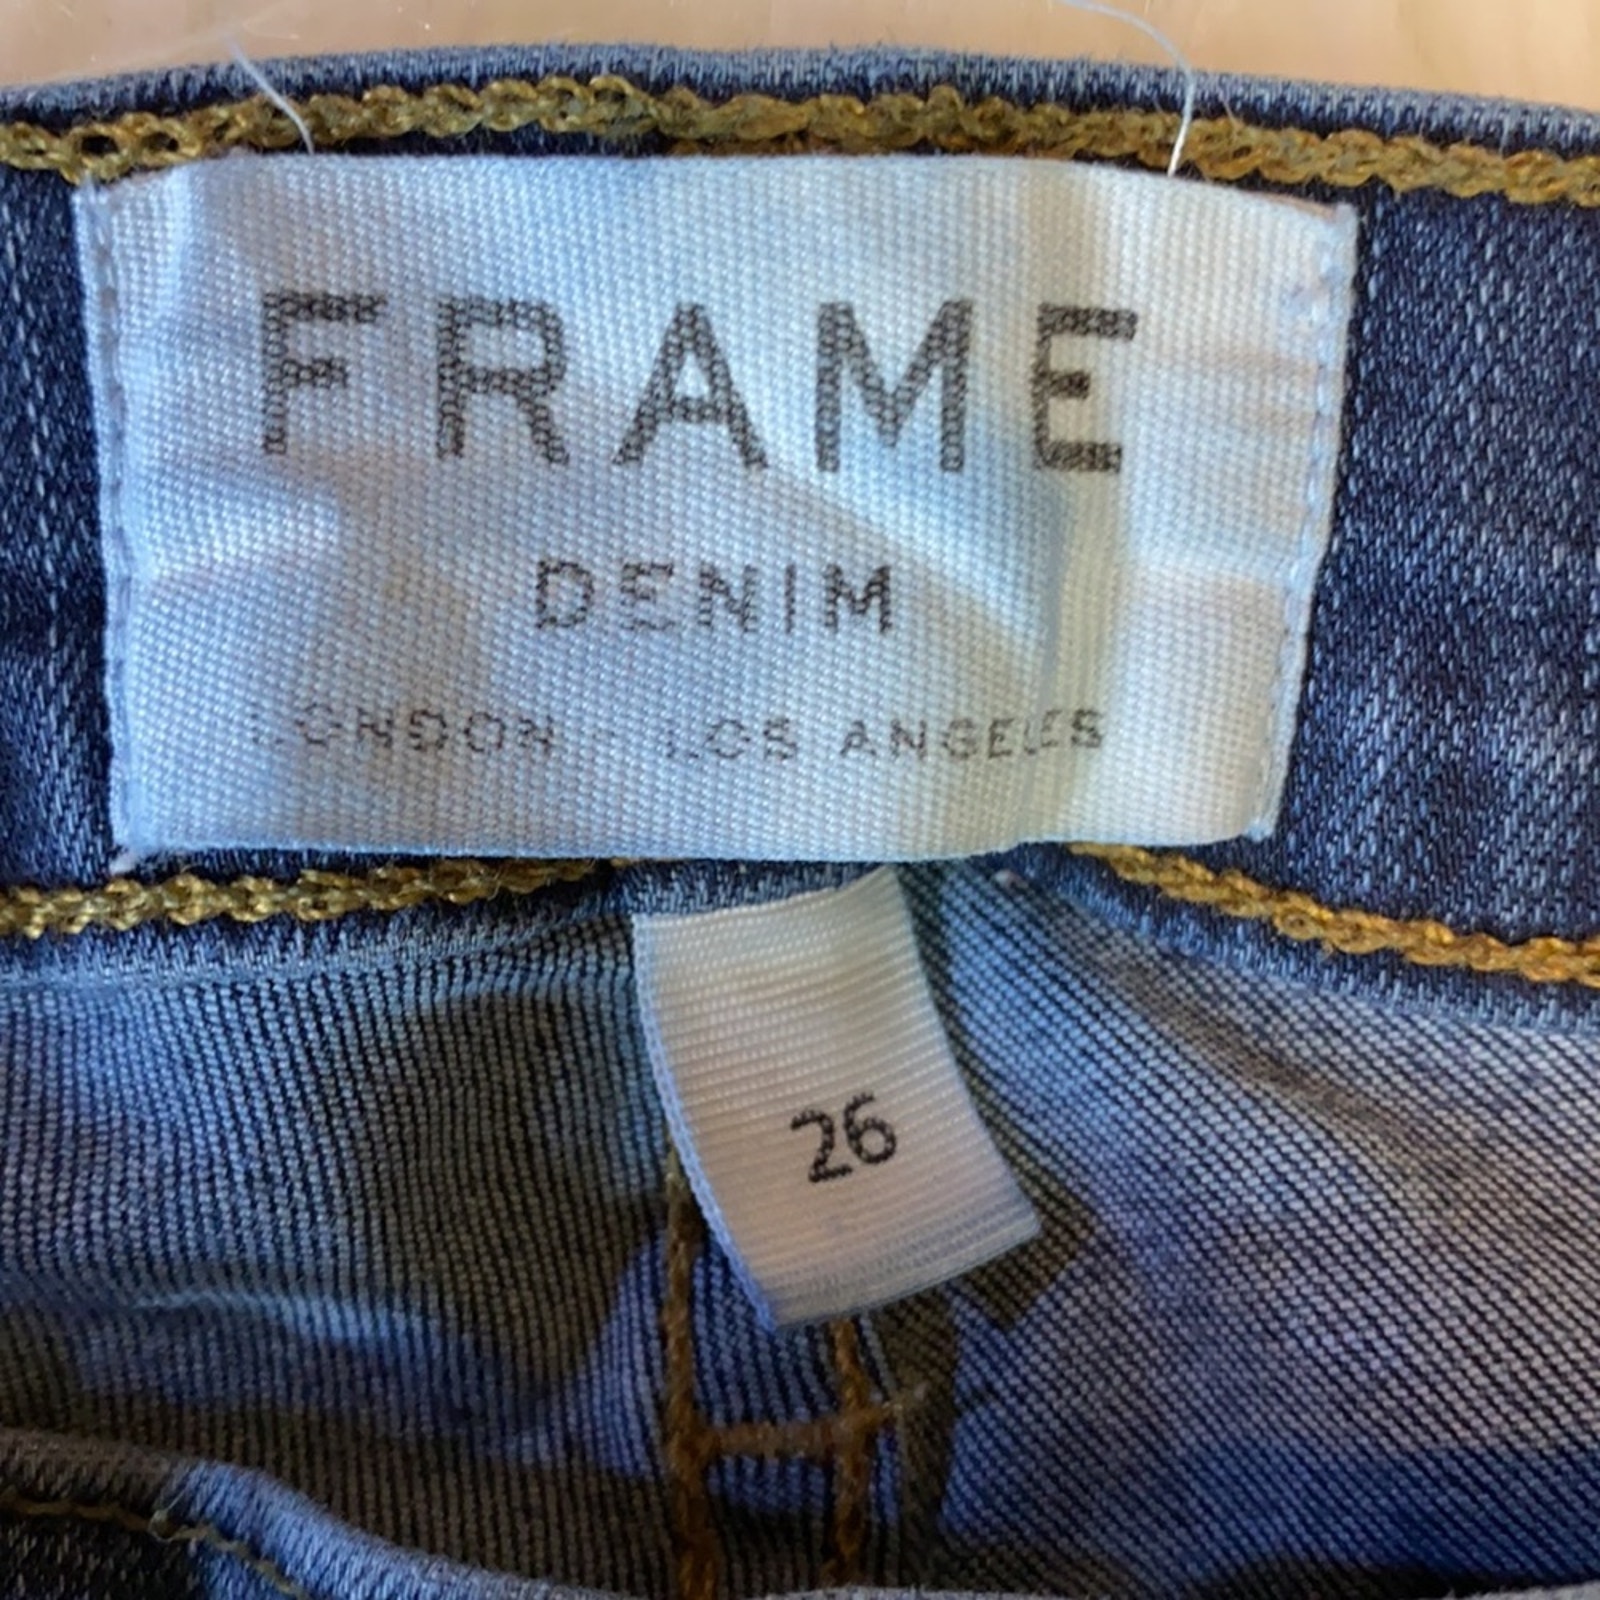 FRAME
DENIM
LONDON - LOS ANGELES
26